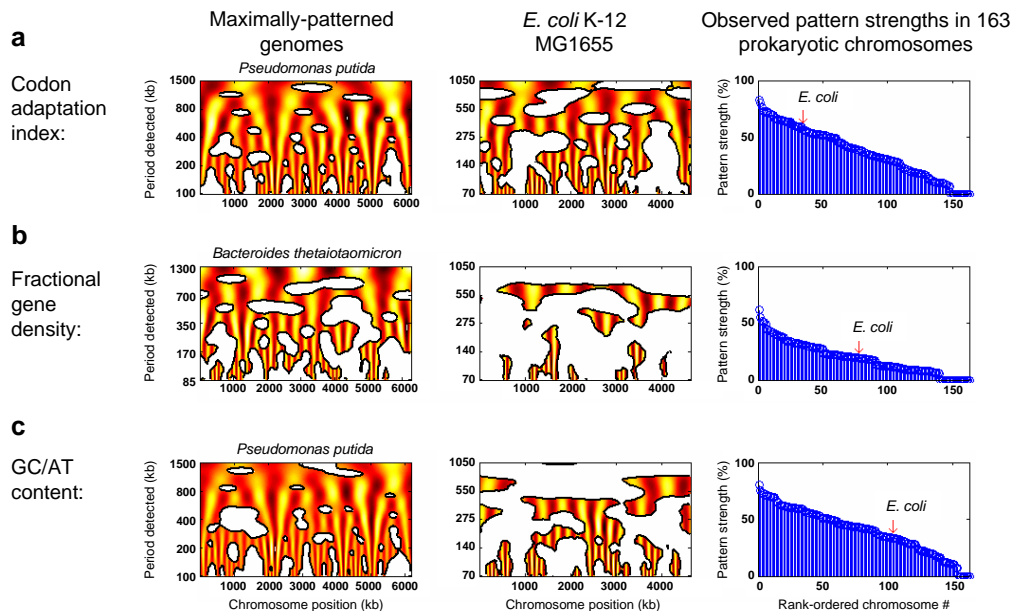 Maximally-patterned
genomes
E. coli K-12
MG1655
Observed pattern strengths in 163
prokaryotic chromosomes
a
Codon
adaptation
index:
Pseudomonas putida
Period detected (kb)
1500
800
400
200
100
1000 2000 3000 4000 5000 6000
1050
550
275
140
70
1000 2000 3000 4000
Pattern strength (%)
100
50
0
E. coli
0 50 100 150
b
Fractional
gene
density:
Bacteroides thetaiotaomicron
Period detected (kb)
1300
700
350
170
85
1000 2000 3000 4000 5000 6000
1050
550
275
140
70
1000 2000 3000 4000
Pattern strength (%)
100
50
0
E. coli
0 50 100 150
c
GC/AT
content:
Pseudomonas putida
Period detected (kb)
1500
800
400
200
100
0 1000 2000 3000 4000 5000 6000
Chromosome position (kb)
1050
550
275
140
70
1000 2000 3000 4000
Chromosome position (kb)
Pattern strength (%)
100
50
0
E. coli
0 50 100 150
Rank-ordered chromosome #